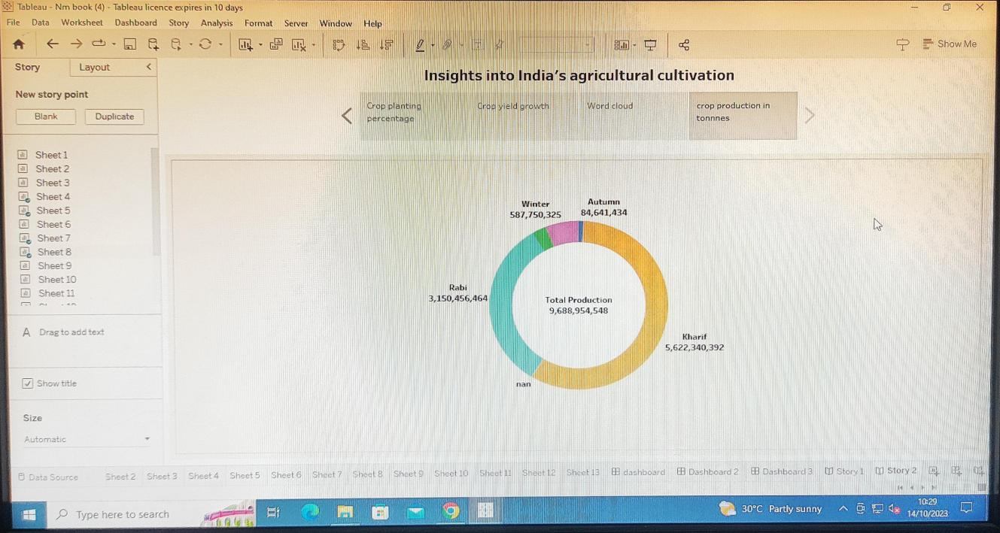 Tableau - Nm book (4) - Tableau licence expires in 10 days
File Data Worksheet Dashboard Story Analysis Format Server Window Help
Show Me
Story Layout <
New story point
Blank Duplicate
Sheet 1
Sheet 2
Sheet 3
Sheet 4
Sheet 5
Sheet 6
Sheet 7
Sheet 8
Sheet 9
Sheet 10
Sheet 11
A Drag to add text
Show title
Size
Automatic
Insights into India's agricultural cultivation
Crop planting
percentage
Crop yield growth
Word cloud
crop production in
tonnnes
Winter
587,750,325
Autumn
84,641,434
Rabi
3,150,456,464
Total Production
9,688,954,548
Kharif
5,622,340,392
nan
Data Source Sheet 2 Sheet 3 Sheet 4 Sheet 5 Sheet 6 Sheet 7 Sheet 8 Sheet 9 Sheet 10 Sheet 11 Sheet 12 Sheet 13 dashboard Dashboard 2 Dashboard 3 Story 1 Story 2
Type here to search
30°C Partly sunny
10:29
14/10/2023